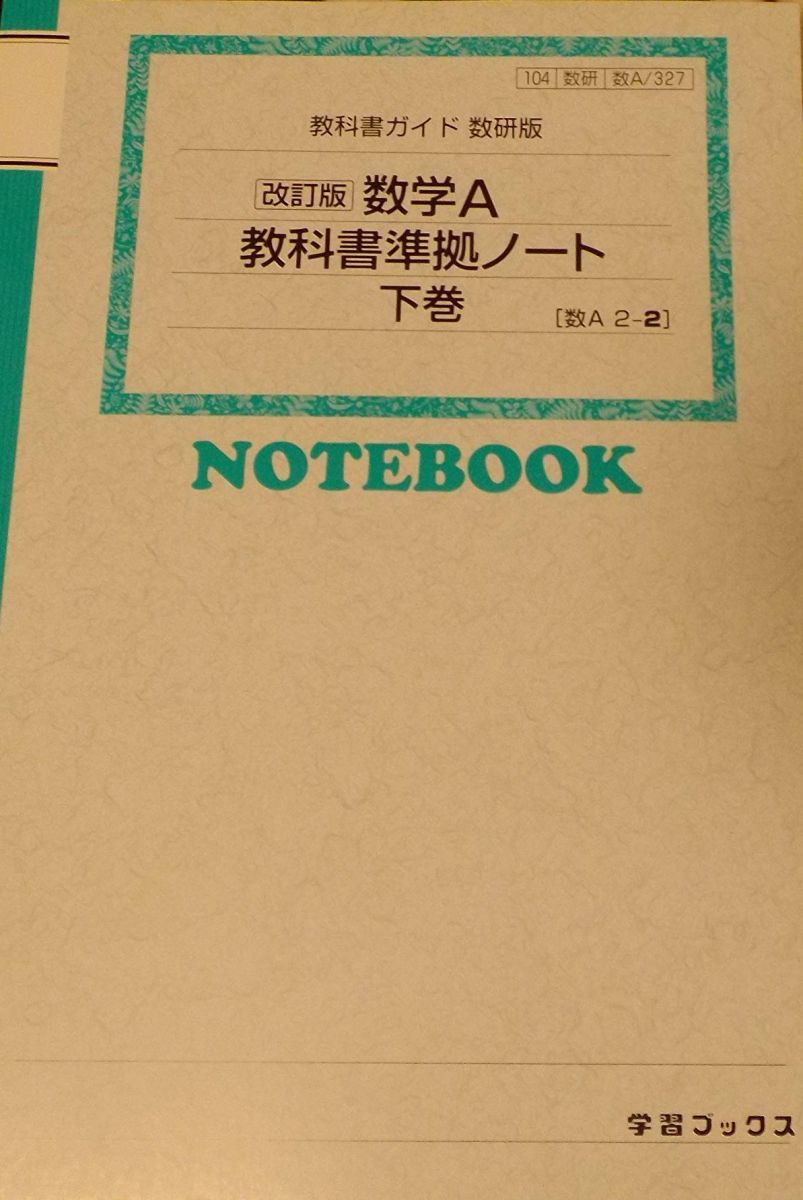 104 数研 数A/327
教科書ガイド 数研版
改訂版 数学A
教科書準拠ノート
下巻
[数A 2-2]
NOTEBOOK
学習ブックス